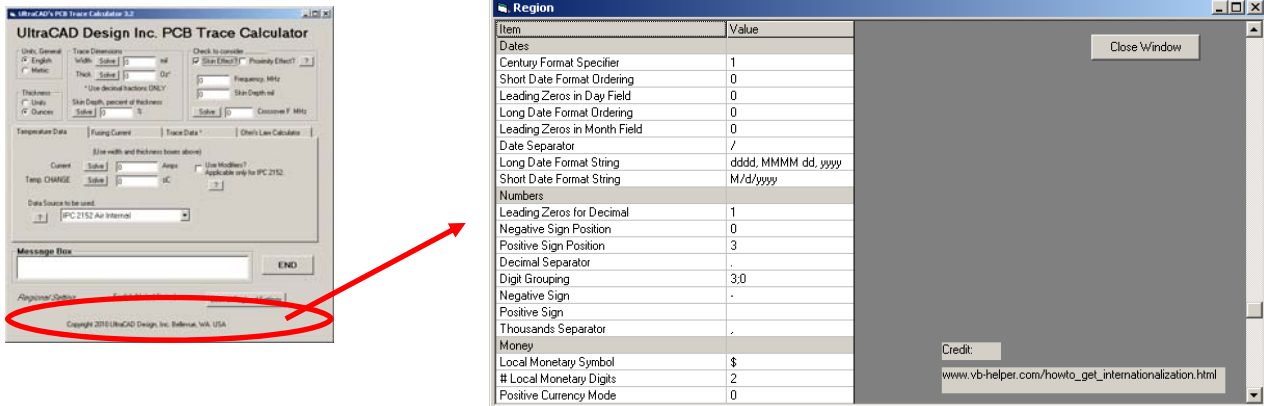 UltraCAD's PCB Trace Calculator 3.2
UltraCAD Design Inc. PCB Trace Calculator
Units, General
English
Metric
Trace Dimensions
Width Solve 0 mil
Thick Solve 0 Oz*
*Use decimal fractions ONLY
Thickness
Units
Ounces
Skin Depth, percent of thickness
Solve 0 %
Check to consider
Skin Effect? Proximity Effect? ?
0 Frequency, MHz
0 Skin Depth mil
Solve 0 Crossover F. MHz
Temperature Data Fusing Current Trace Data * Ohm's Law Calculator
(Use width and thickness boxes above)
Current Solve 0 Amps
Temp. CHANGE Solve 0 oC
Use Modifiers?
Applicable only for IPC 2152.
?
Data Source to be used.
? IPC 2152 Air Internal
Message Box
END
Regional Setting
Copyright 2010 UltraCAD Design, Inc. Bellevue, WA. USA
Region
Item Value
Dates
Century Format Specifier 1
Short Date Format Ordering 0
Leading Zeros in Day Field 0
Long Date Format Ordering 0
Leading Zeros in Month Field 0
Date Separator /
Long Date Format String dddd, MMMM dd, yyyy
Short Date Format String M/d/yyyy
Numbers
Leading Zeros for Decimal 1
Negative Sign Position 0
Positive Sign Position 3
Decimal Separator .
Digit Grouping 3;0
Negative Sign -
Positive Sign
Thousands Separator ,
Money
Local Monetary Symbol $
# Local Monetary Digits 2
Positive Currency Mode 0
Close Window
Credit:
www.vb-helper.com/howto_get_internationalization.html